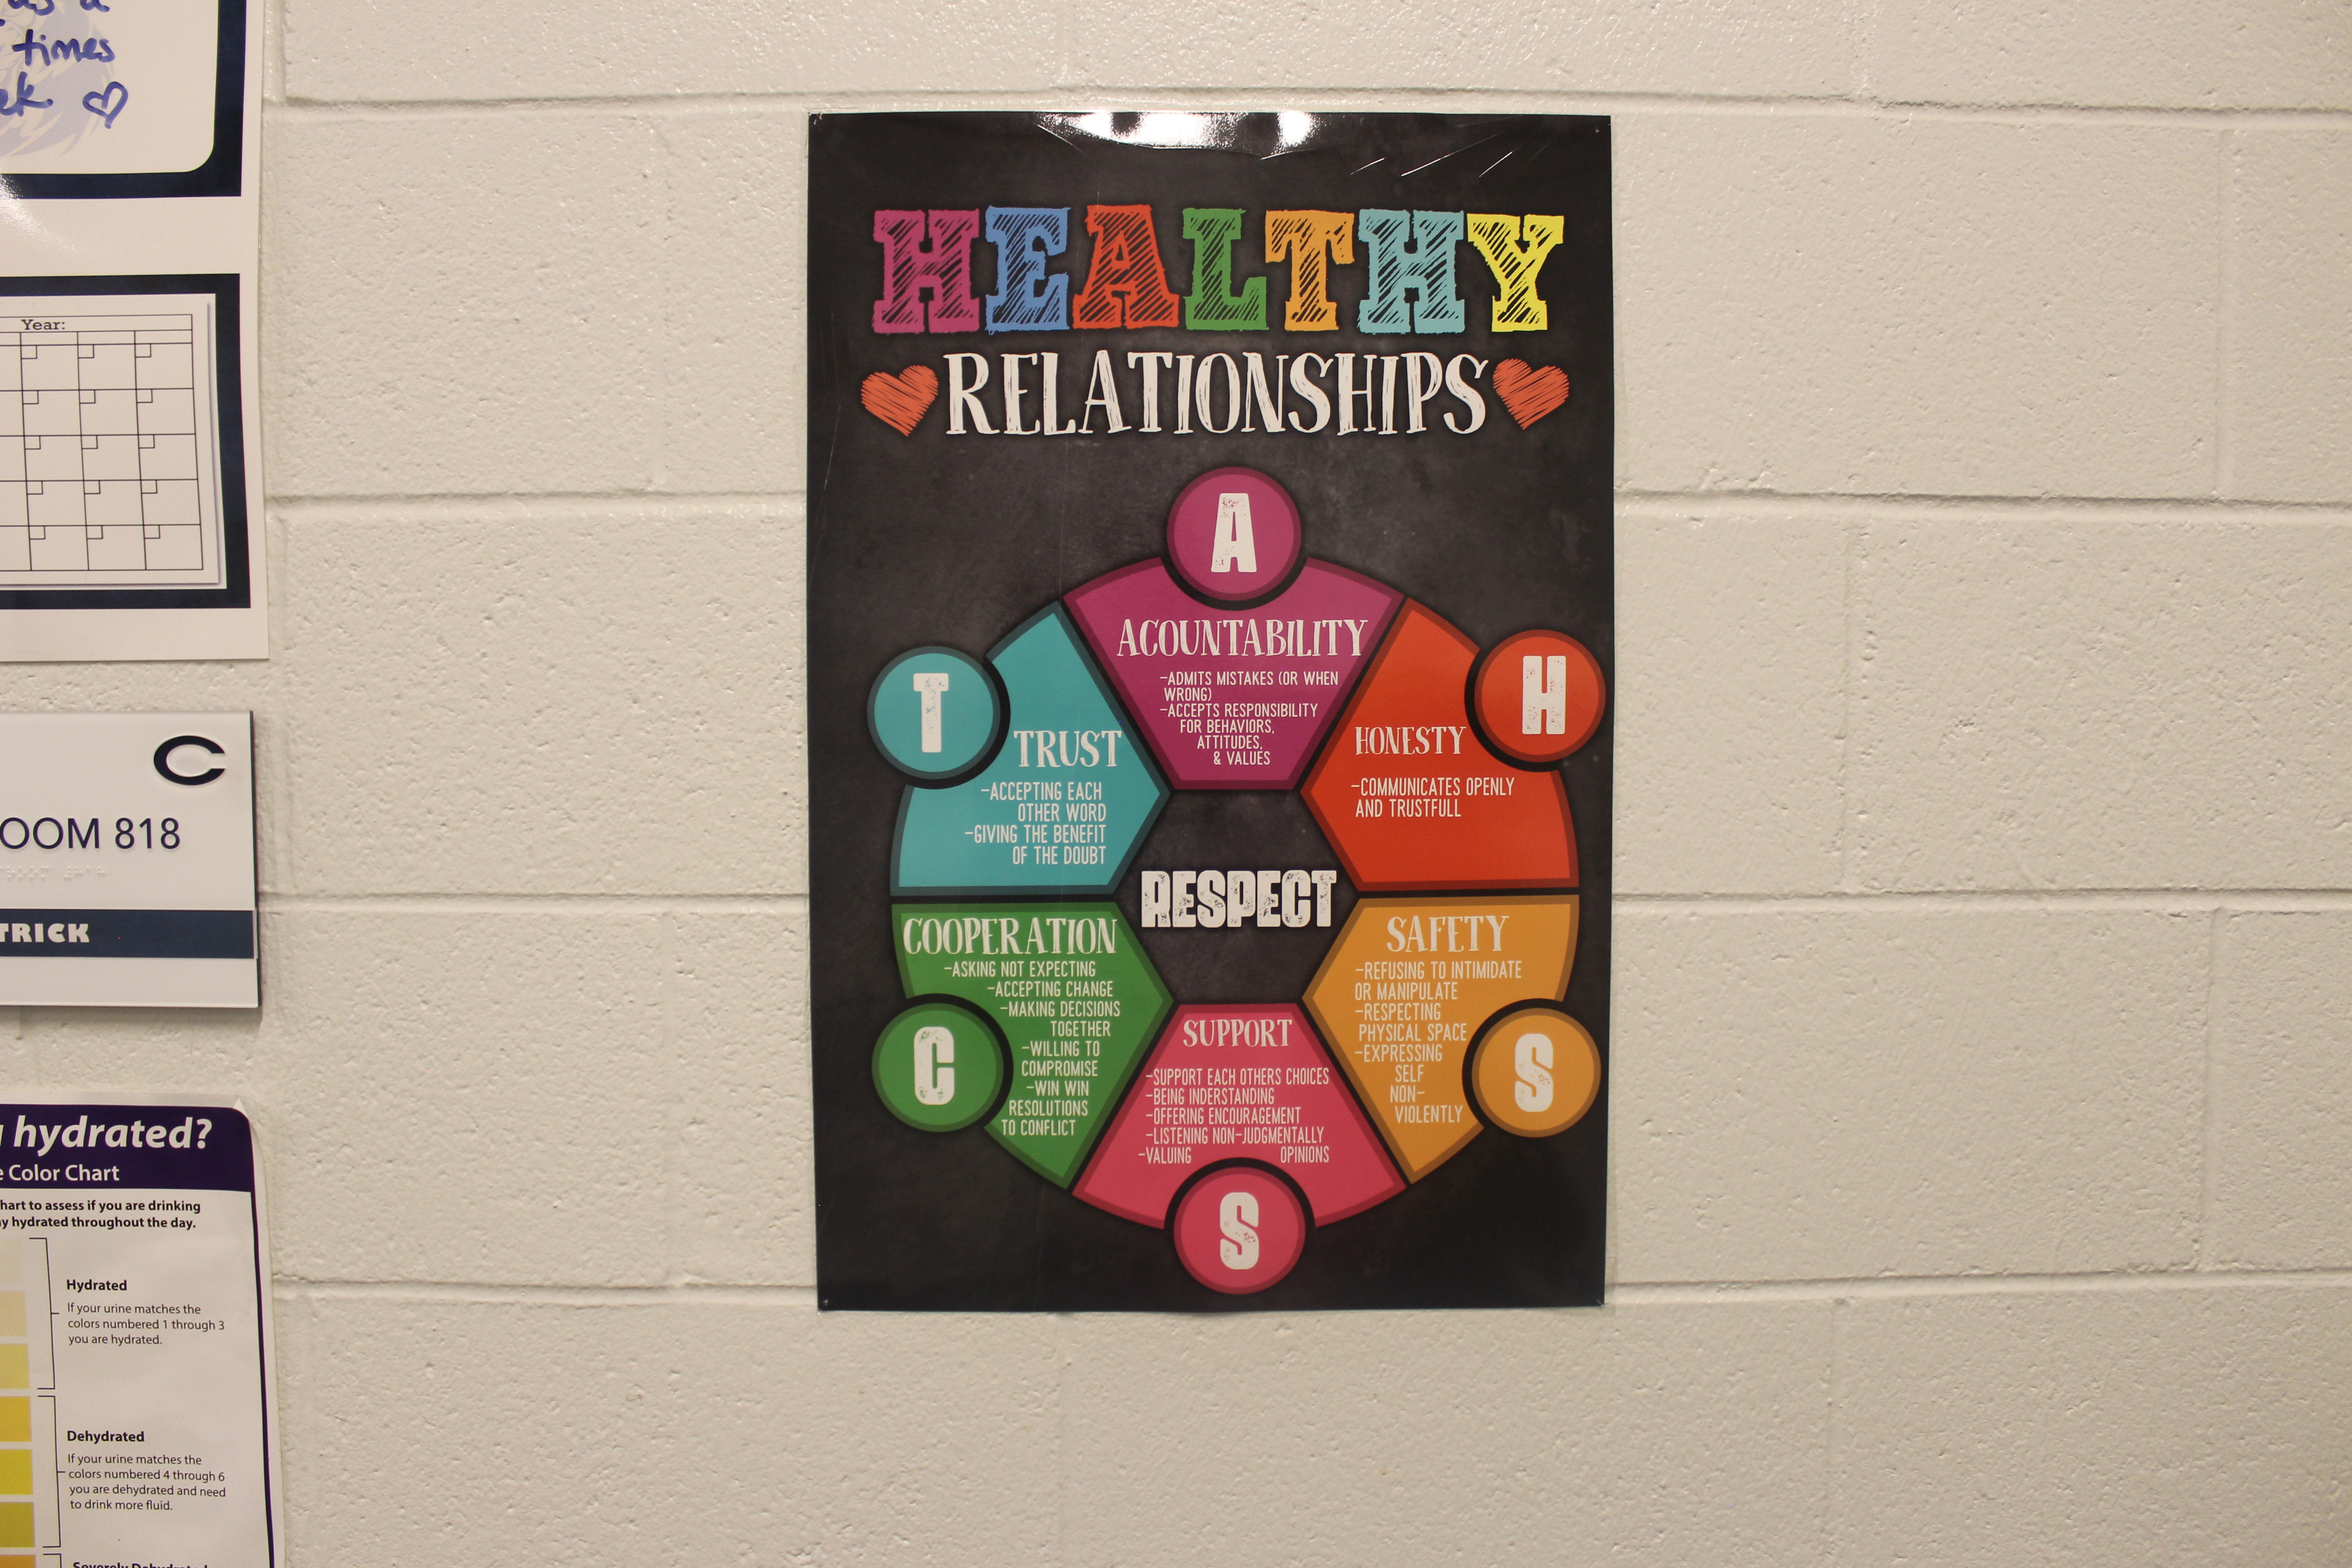 as a
times
ek ♡
Year:
C
OOM 818
TRICK
hydrated?
Color Chart
hart to assess if you are drinking
hydrated throughout the day.
Hydrated
If your urine matches the
colors numbered 1 through 3
you are hydrated.
Dehydrated
If your urine matches the
colors numbered 4 through 6
you are dehydrated and need
to drink more fluid.
Severely Dehydrated
HEALTHY
RELATIONSHIPS
A
ACOUNTABILITY
-ADMITS MISTAKES (OR WHEN
WRONG)
-ACCEPTS RESPONSIBILITY
FOR BEHAVIORS,
ATTITUDES,
& VALUES
H
HONESTY
-COMMUNICATES OPENLY
AND TRUSTFULL
T
TRUST
-ACCEPTING EACH
OTHER WORD
-GIVING THE BENEFIT
OF THE DOUBT
RESPECT
COOPERATION
-ASKING NOT EXPECTING
-ACCEPTING CHANGE
-MAKING DECISIONS
TOGETHER
-WILLING TO
COMPROMISE
-WIN WIN
RESOLUTIONS
TO CONFLICT
C
SUPPORT
-SUPPORT EACH OTHERS CHOICES
-BEING INDERSTANDING
-OFFERING ENCOURAGEMENT
-LISTENING NON-JUDGMENTALLY
-VALUING OPINIONS
S
SAFETY
-REFUSING TO INTIMIDATE
OR MANIPULATE
-RESPECTING
PHYSICAL SPACE
-EXPRESSING
SELF
NON-
VIOLENTLY
S